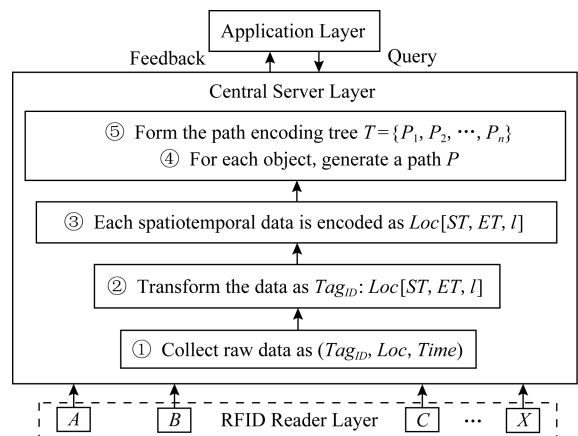 Application Layer
Feedback Query
Central Server Layer
⑤ Form the path encoding tree T={P1, P2, ⋯, Pn}
④ For each object, generate a path P
③ Each spatiotemporal data is encoded as Loc[ST, ET, l]
② Transform the data as TagID: Loc[ST, ET, l]
① Collect raw data as (TagID, Loc, Time)
A B RFID Reader Layer C ⋯ X